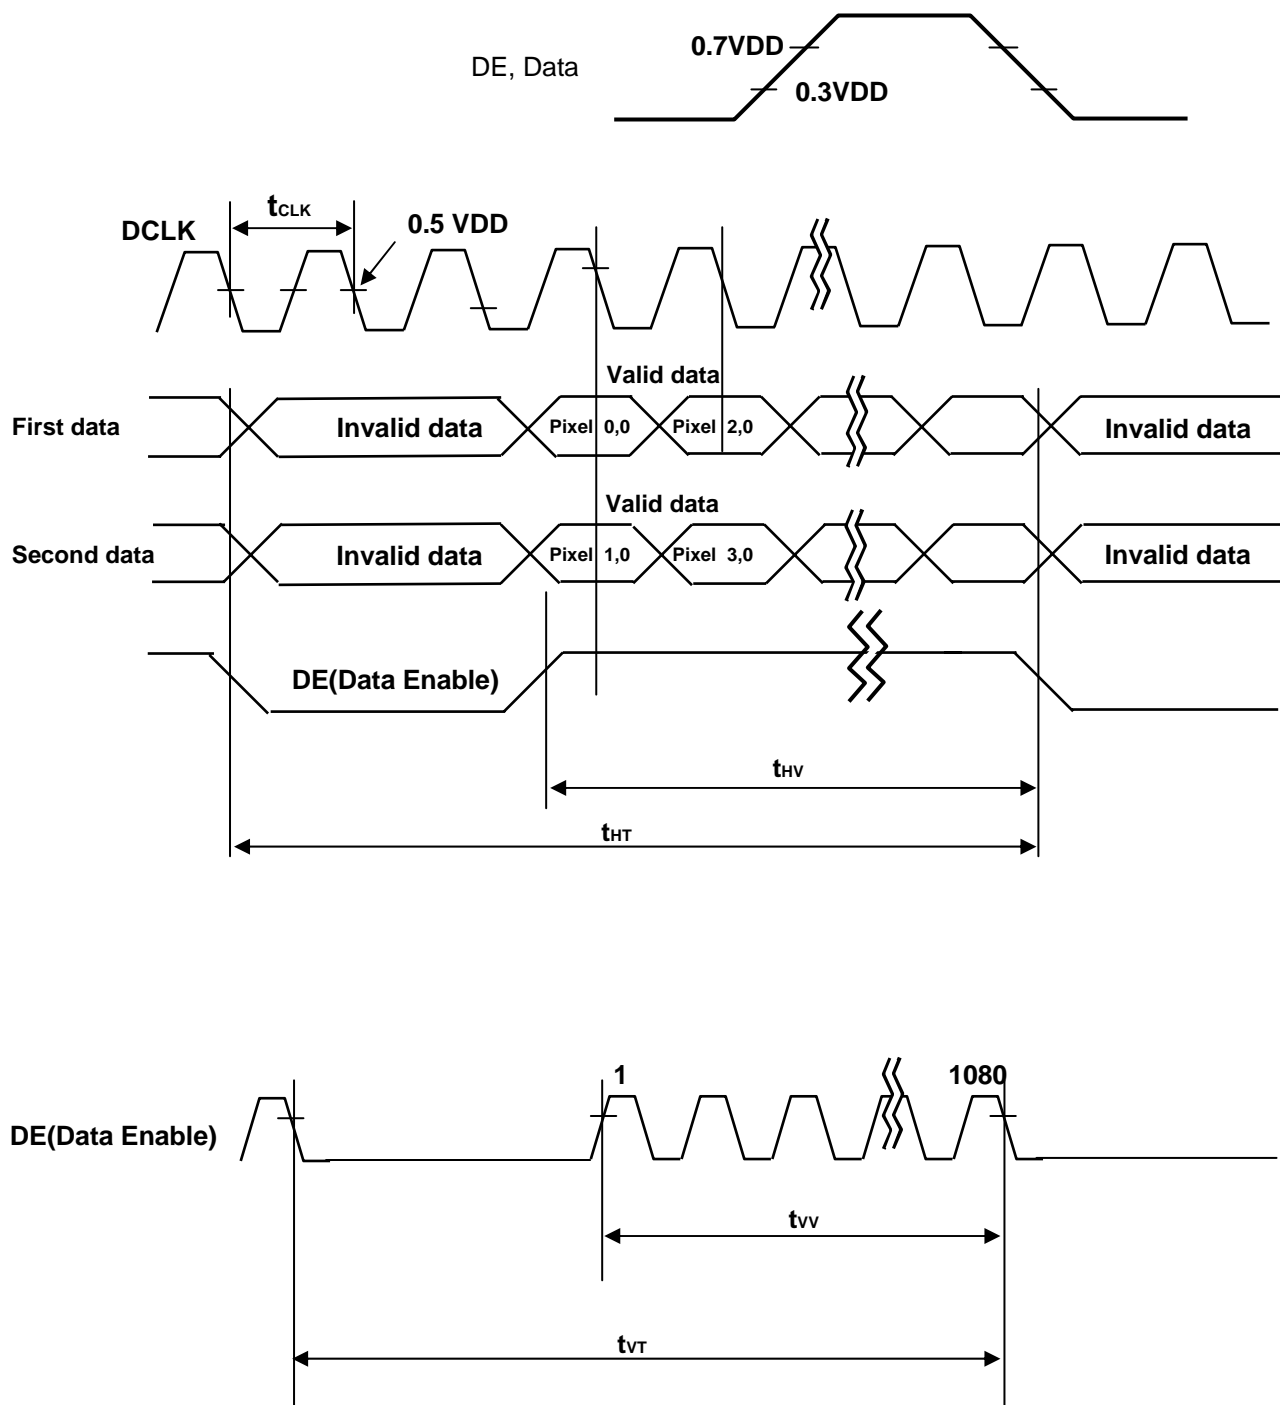 0.7VDD
DE, Data
0.3VDD
tCLK
0.5 VDD
DCLK
Valid data
First data
Invalid data
Pixel 0,0
Pixel 2,0
Invalid data
Valid data
Second data
Invalid data
Pixel 1,0
Pixel 3,0
Invalid data
DE(Data Enable)
tHV
tHT
1
1080
DE(Data Enable)
tVV
tVT